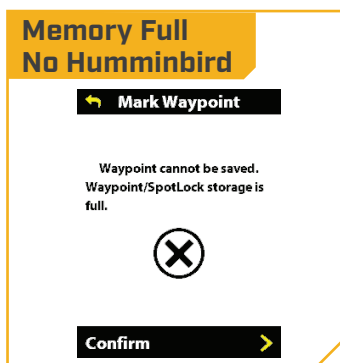 Memory Full
No Humminbird
Mark Waypoint
Waypoint cannot be saved.
Waypoint/SpotLock storage is
full.
Confirm